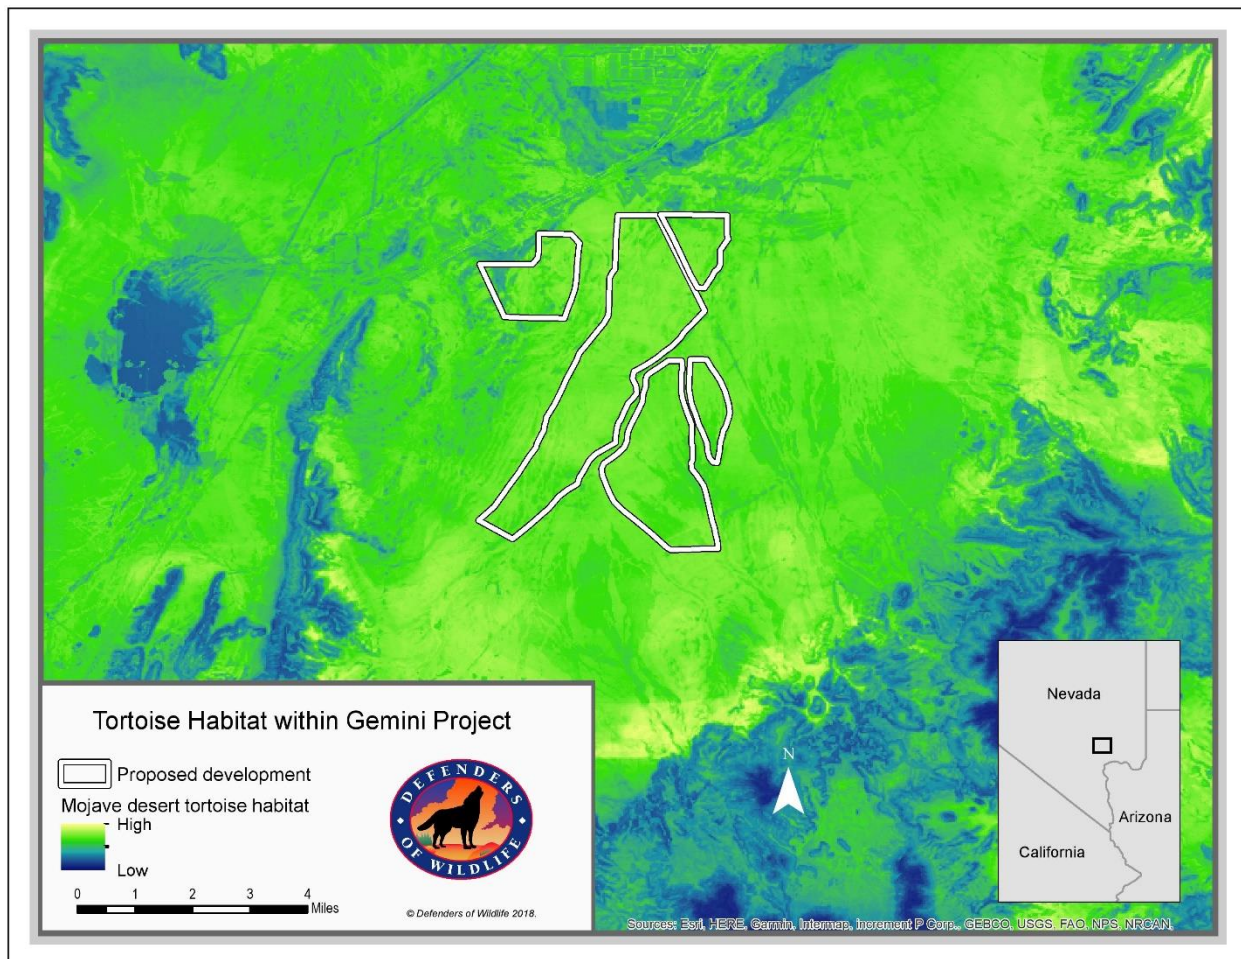 Tortoise Habitat within Gemini Project
Proposed development
Mojave desert tortoise habitat
High
Low
0 1 2 3 4
Miles
DEFENDERS
OF WILDLIFE
© Defenders of Wildlife 2018.
N
Nevada
Arizona
California
Sources: Esri, HERE, Garmin, Intermap, increment P Corp., GEBCO, USGS, FAO, NPS, NRCAN,